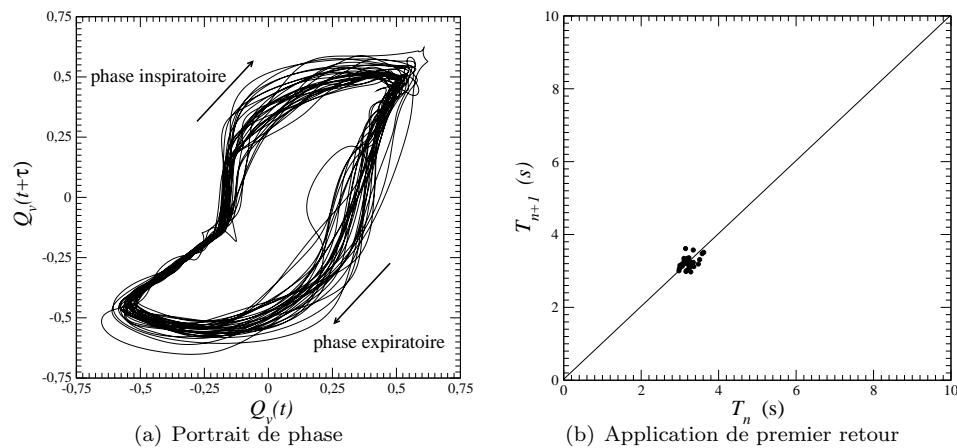 0,75
0,5
0,25
0
-0,25
-0,5
-0,75
Q_v(t+τ)
phase inspiratoire
phase expiratoire
-0,75 -0,5 -0,25 0 0,25 0,5 0,75
Q_v(t)
(a) Portrait de phase
10
8
6
4
2
0
T_{n+1} (s)
0 2 4 6 8 10
T_n (s)
(b) Application de premier retour